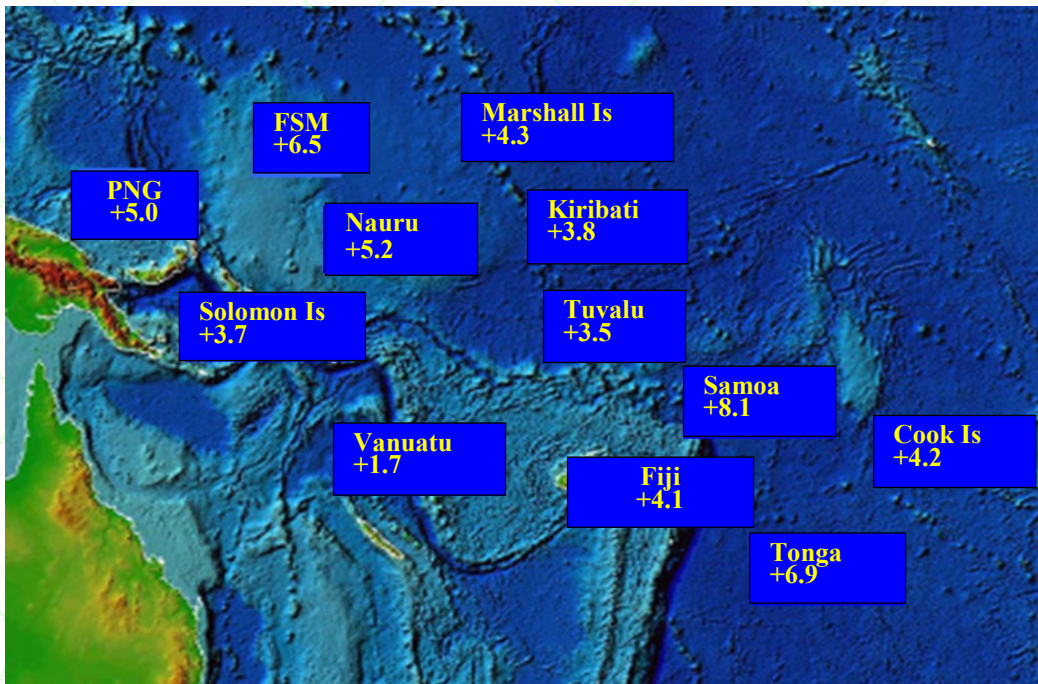 FSM
+6.5
Marshall Is
+4.3
PNG
+5.0
Nauru
+5.2
Kiribati
+3.8
Solomon Is
+3.7
Tuvalu
+3.5
Samoa
+8.1
Vanuatu
+1.7
Cook Is
+4.2
Fiji
+4.1
Tonga
+6.9